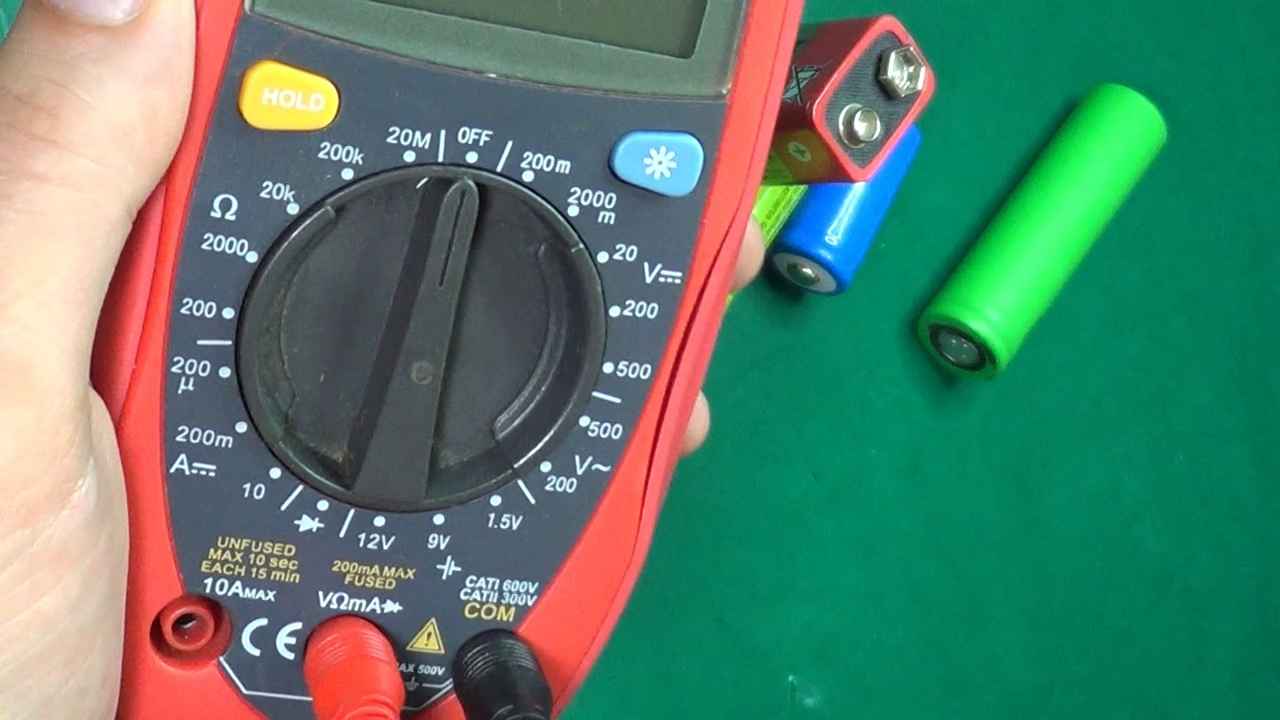 HOLD
OFF
20M
200k
20k
Ω
2000
200
200
μ
200m
A
10
200m
2000
m
20
V
200
500
500
V~
200
1.5V
9V
12V
UNFUSED
MAX 10 sec
EACH 15 min
10AMAX
200mA MAX
FUSED
VΩmA
CATI 600V
CATII 300V
COM
CE
MAX 500V
+